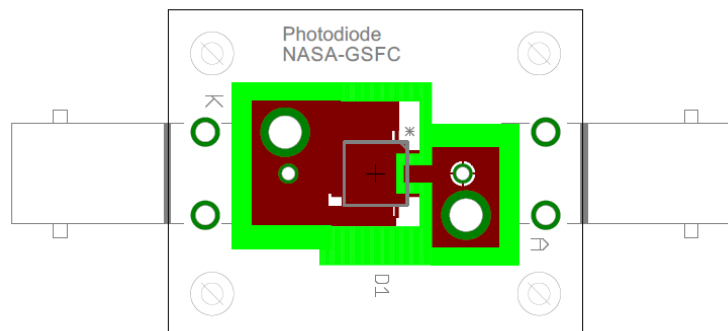 Photodiode
NASA-GSFC
K
*
A
D1